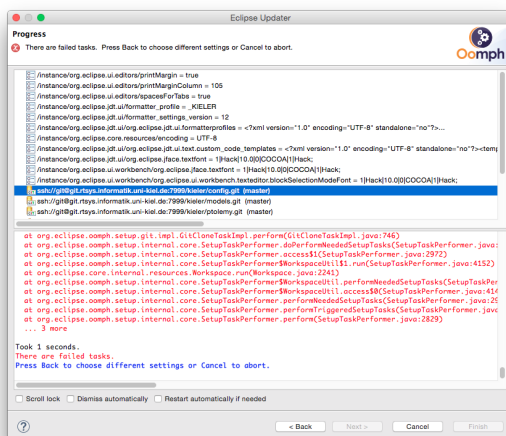 Eclipse Updater
Progress
There are failed tasks. Press Back to choose different settings or Cancel to abort.
Oomph
/instance/org.eclipse.ui.editors/printMargin = true
/instance/org.eclipse.ui.editors/printMarginColumn = 105
/instance/org.eclipse.ui.editors/spacesForTabs = true
/instance/org.eclipse.jdt.ui/formatter_profile = _KIELER
/instance/org.eclipse.jdt.ui/formatter_settings_version = 12
/instance/org.eclipse.jdt.ui/org.eclipse.jdt.ui.formatterprofiles = <?xml version="1.0" encoding="UTF-8" standalone="no"?>...
/instance/org.eclipse.core.resources/encoding = UTF-8
/instance/org.eclipse.jdt.ui/org.eclipse.jdt.ui.text.custom_code_templates = <?xml version="1.0" encoding="UTF-8" standalone="no"?><temp
/instance/org.eclipse.jdt.ui/org.eclipse.jface.textfont = 1|Hack|10.0|0|COCOA|1|Hack;
/instance/org.eclipse.ui.workbench/org.eclipse.jface.textfont = 1|Hack|10.0|0|COCOA|1|Hack;
/instance/org.eclipse.ui.workbench/org.eclipse.ui.workbench.texteditor.blockSelectionModeFont = 1|Hack|10.0|0|COCOA|1|Hack;
ssh://git@git.rtsys.informatik.uni-kiel.de:7999/kieler/config.git (master)
ssh://git@git.rtsys.informatik.uni-kiel.de:7999/kieler/models.git (master)
ssh://git@git.rtsys.informatik.uni-kiel.de:7999/kieler/ptolemy.git (master)
at org.eclipse.oomph.setup.git.impl.GitCloneTaskImpl.perform(GitCloneTaskImpl.java:746)
at org.eclipse.oomph.setup.internal.core.SetupTaskPerformer.doPerformNeededSetupTasks(SetupTaskPerformer.java:
at org.eclipse.oomph.setup.internal.core.SetupTaskPerformer.access$1(SetupTaskPerformer.java:2972)
at org.eclipse.oomph.setup.internal.core.SetupTaskPerformer$WorkspaceUtil$1.run(SetupTaskPerformer.java:4152)
at org.eclipse.core.internal.resources.Workspace.run(Workspace.java:2241)
at org.eclipse.oomph.setup.internal.core.SetupTaskPerformer$WorkspaceUtil.performNeededSetupTasks(SetupTaskPer
at org.eclipse.oomph.setup.internal.core.SetupTaskPerformer$WorkspaceUtil.access$0(SetupTaskPerformer.java:414
at org.eclipse.oomph.setup.internal.core.SetupTaskPerformer.performNeededSetupTasks(SetupTaskPerformer.java:29
at org.eclipse.oomph.setup.internal.core.SetupTaskPerformer.performTriggeredSetupTasks(SetupTaskPerformer.java
at org.eclipse.oomph.setup.internal.core.SetupTaskPerformer.perform(SetupTaskPerformer.java:2829)
... 3 more
Took 1 seconds.
There are failed tasks.
Press Back to choose different settings or Cancel to abort.
Scroll lock Dismiss automatically Restart automatically if needed
? < Back Next > Cancel Finish